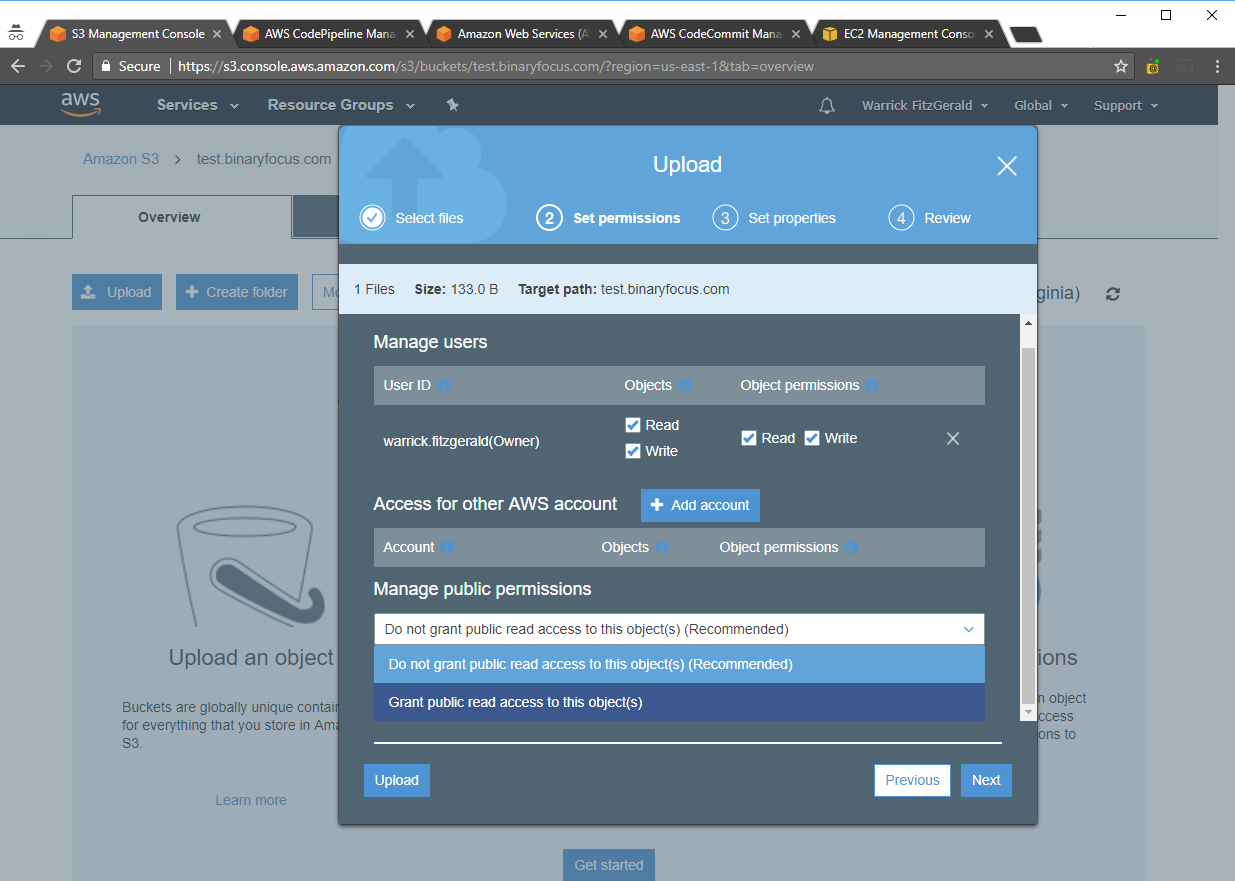 S3 Management Console
AWS CodePipeline Mana
Amazon Web Services (A
AWS CodeCommit Mana
EC2 Management Conso
Secure
https://s3.console.aws.amazon.com/s3/buckets/test.binaryfocus.com/?region=us-east-1&tab=overview
aws
Services
Resource Groups
Warrick FitzGerald
Global
Support
Amazon S3 > test.binaryfocus.com
Overview
Upload
Create folder
Mo
ginia)
Upload
Select files
2 Set permissions
3 Set properties
4 Review
1 Files Size: 133.0 B Target path: test.binaryfocus.com
Manage users
User ID Objects Object permissions
warrick.fitzgerald(Owner)
Read
Write
Read Write
Access for other AWS account
Add account
Account Objects Object permissions
Manage public permissions
Do not grant public read access to this object(s) (Recommended)
Do not grant public read access to this object(s) (Recommended)
Grant public read access to this object(s)
Upload
Previous
Next
Upload an object
Buckets are globally unique contai
for everything that you store in Ama
S3.
Learn more
ions
n object
ccess
ons to
Get started